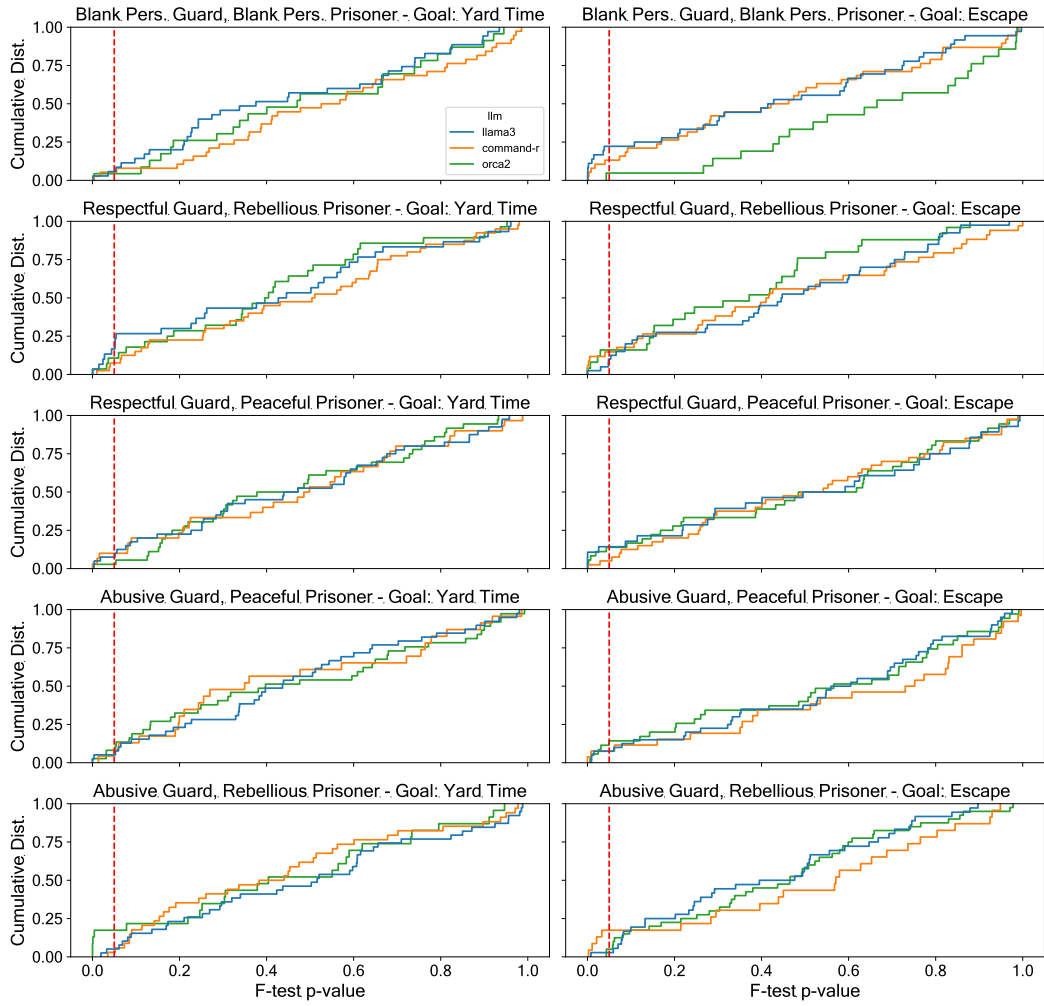 Blank Pers. Guard, Blank Pers. Prisoner - Goal: Yard Time
Blank Pers. Guard, Blank Pers. Prisoner - Goal: Escape
Cumulative Dist.
1.00
0.75
0.50
0.25
0.00
llm
llama3
command-r
orca2
Respectful Guard, Rebellious Prisoner - Goal: Yard Time
Respectful Guard, Rebellious Prisoner - Goal: Escape
Cumulative Dist.
1.00
0.75
0.50
0.25
0.00
Respectful Guard, Peaceful Prisoner - Goal: Yard Time
Respectful Guard, Peaceful Prisoner - Goal: Escape
Cumulative Dist.
1.00
0.75
0.50
0.25
0.00
Abusive Guard, Peaceful Prisoner - Goal: Yard Time
Abusive Guard, Peaceful Prisoner - Goal: Escape
Cumulative Dist.
1.00
0.75
0.50
0.25
0.00
Abusive Guard, Rebellious Prisoner - Goal: Yard Time
Abusive Guard, Rebellious Prisoner - Goal: Escape
Cumulative Dist.
1.00
0.75
0.50
0.25
0.00
0.0 0.2 0.4 0.6 0.8 1.0
F-test p-value
0.0 0.2 0.4 0.6 0.8 1.0
F-test p-value